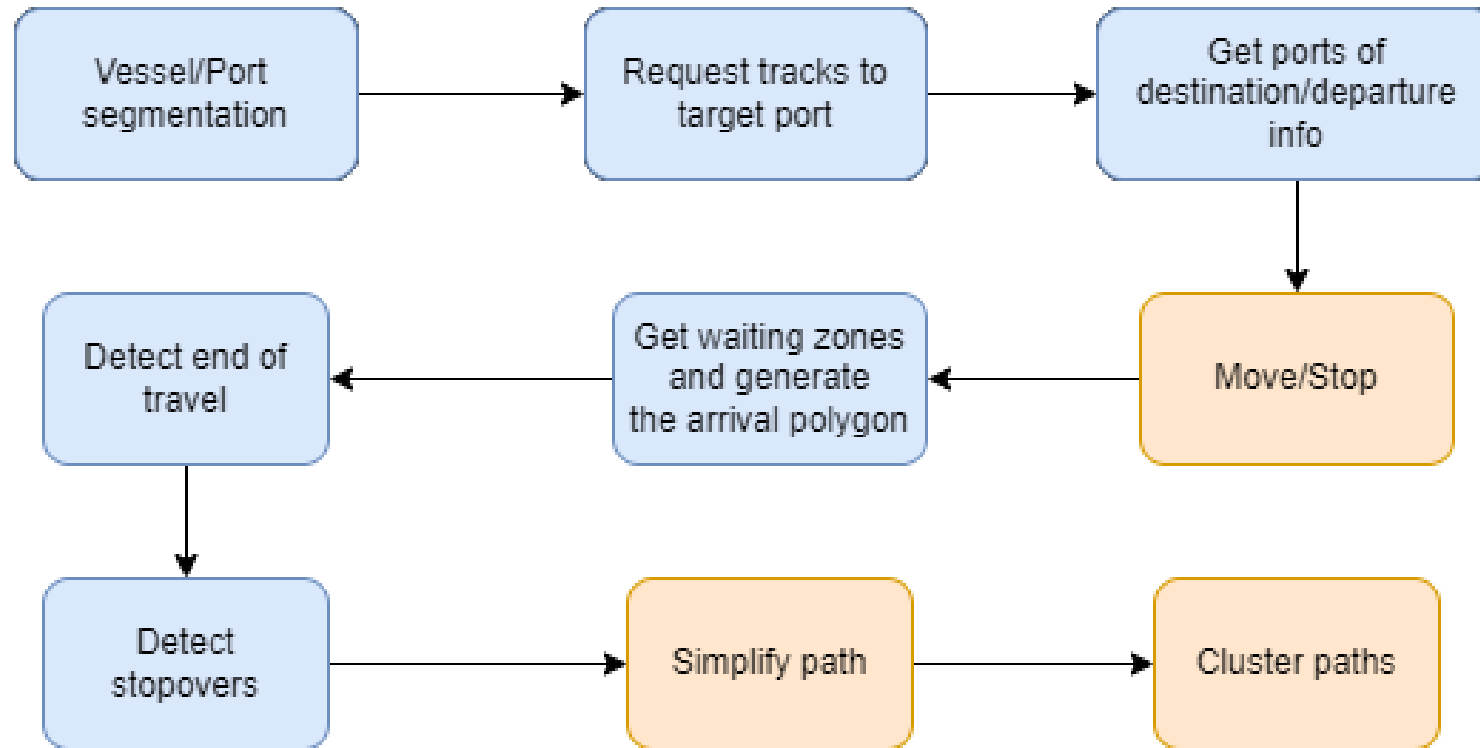 Vessel/Port
segmentation
Request tracks to
target port
Get ports of
destination/departure
info
Move/Stop
Get waiting zones
and generate
the arrival polygon
Detect end of
travel
Detect
stopovers
Simplify path
Cluster paths